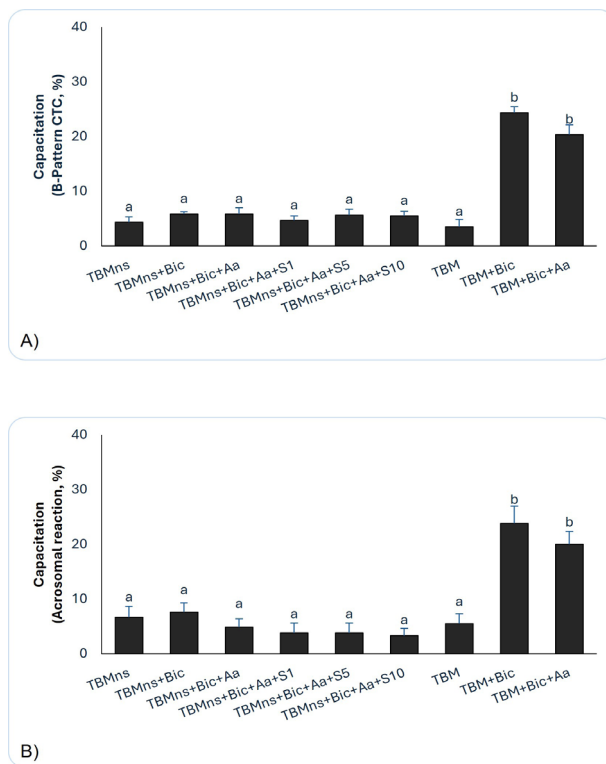 Capacitation
(B-Pattern CTC, %)
40
30
20
10
0
a
a
a
a
a
a
a
b
b
TBMns
TBMns+Bic
TBMns+Bic+Aa
TBMns+Bic+Aa+S1
TBMns+Bic+Aa+S5
TBMns+Bic+Aa+S10
TBM
TBM+Bic
TBM+Bic+Aa
A)
Capacitation
(Acrosomal reaction, %)
40
30
20
10
0
a
a
a
a
a
a
a
b
b
TBMns
TBMns+Bic
TBMns+Bic+Aa
TBMns+Bic+Aa+S1
TBMns+Bic+Aa+S5
TBMns+Bic+Aa+S10
TBM
TBM+Bic
TBM+Bic+Aa
B)